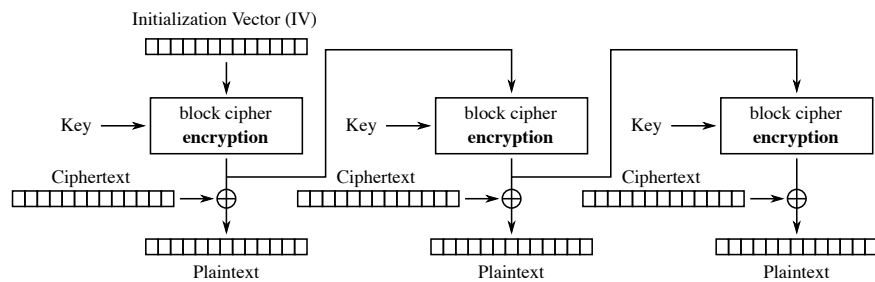 Initialization Vector (IV)
Key
block cipher
encryption
Key
block cipher
encryption
Key
block cipher
encryption
Ciphertext
Ciphertext
Ciphertext
Plaintext
Plaintext
Plaintext